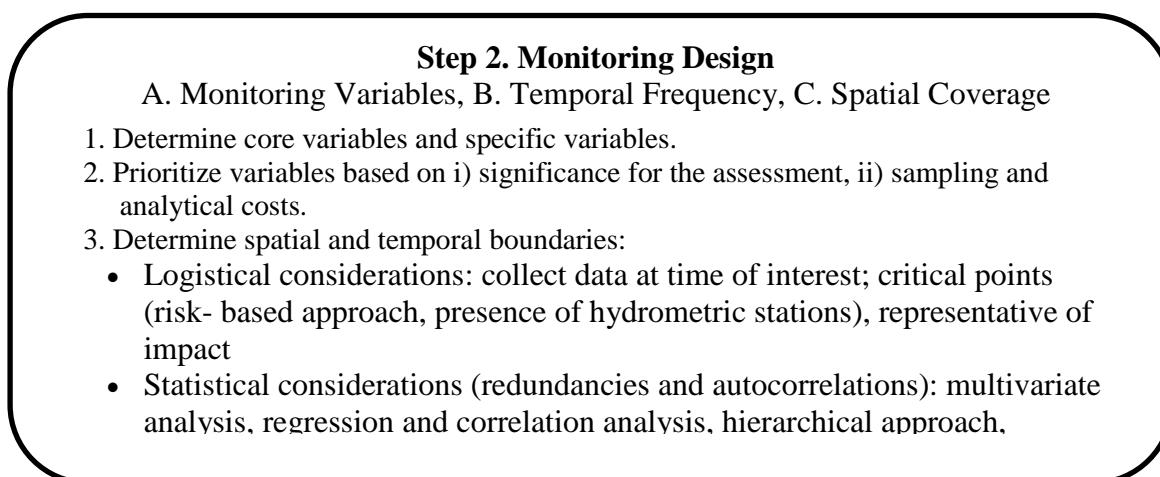 Step 2. Monitoring Design
A. Monitoring Variables, B. Temporal Frequency, C. Spatial Coverage
1. Determine core variables and specific variables.
2. Prioritize variables based on i) significance for the assessment, ii) sampling and
analytical costs.
3. Determine spatial and temporal boundaries:
• Logistical considerations: collect data at time of interest; critical points
(risk- based approach, presence of hydrometric stations), representative of
impact
• Statistical considerations (redundancies and autocorrelations): multivariate
analysis, regression and correlation analysis, hierarchical approach,